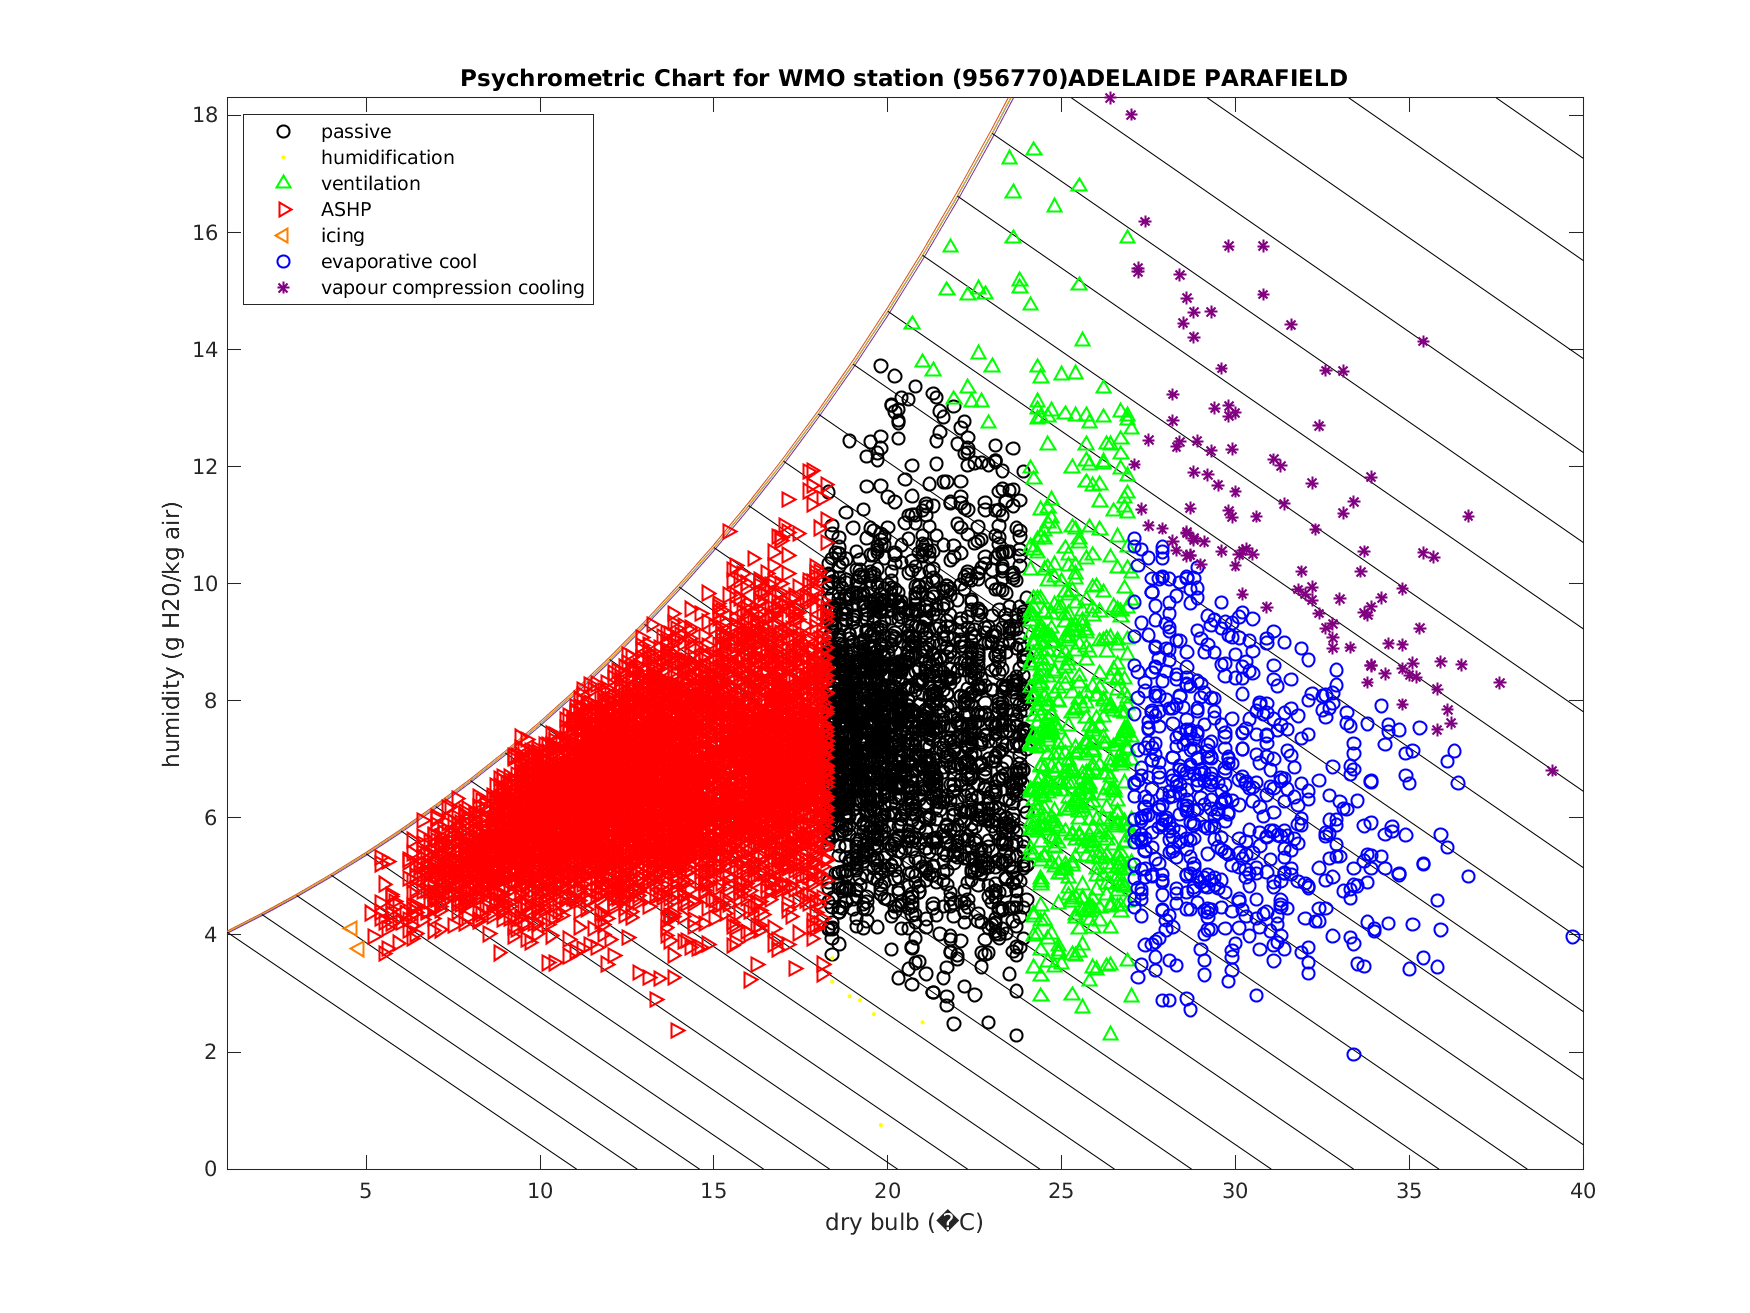 Psychrometric Chart for WMO station (956770)ADELAIDE PARAFIELD
passive
humidification
ventilation
ASHP
icing
evaporative cool
vapour compression cooling
18
16
14
12
10
8
6
4
2
0
humidity (g H20/kg air)
5
10
15
20
25
30
35
40
dry bulb (�C)